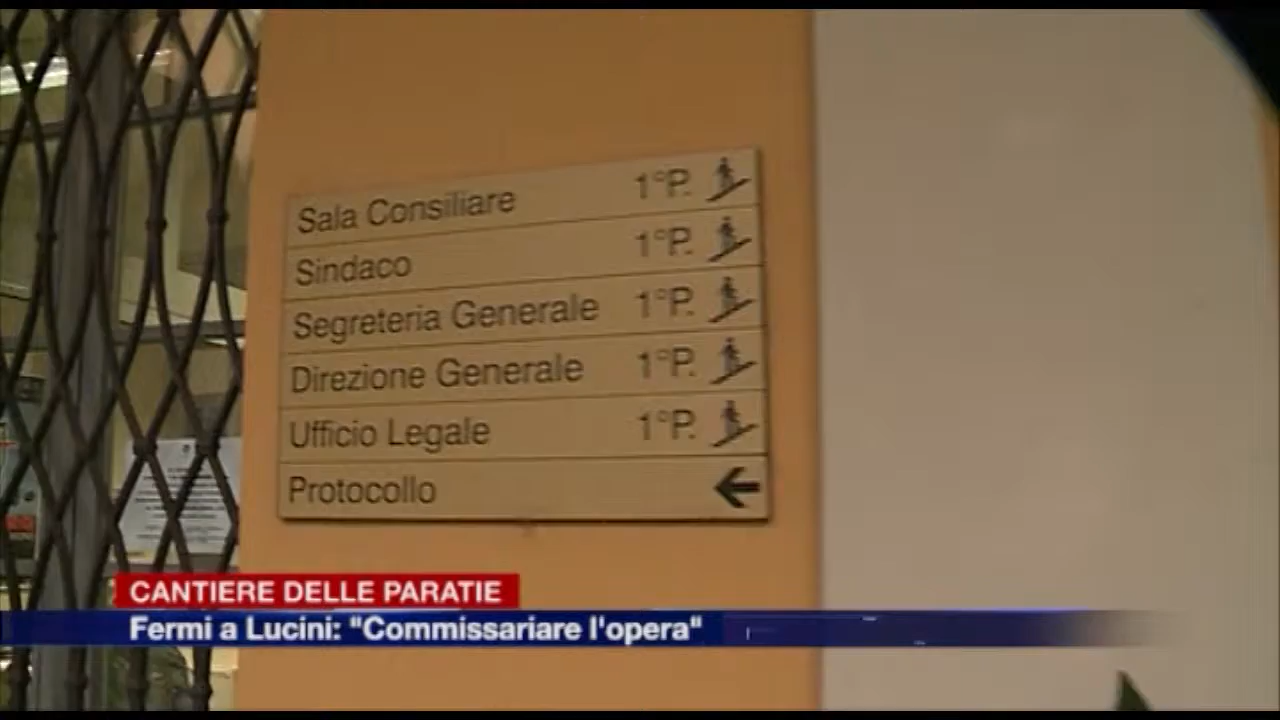 Sala Consiliare 1°P.
Sindaco 1°P.
Segreteria Generale 1°P.
Direzione Generale 1°P.
Ufficio Legale 1°P.
Protocollo
CANTIERE DELLE PARATIE
Fermi a Lucini: "Commissariare l'opera"